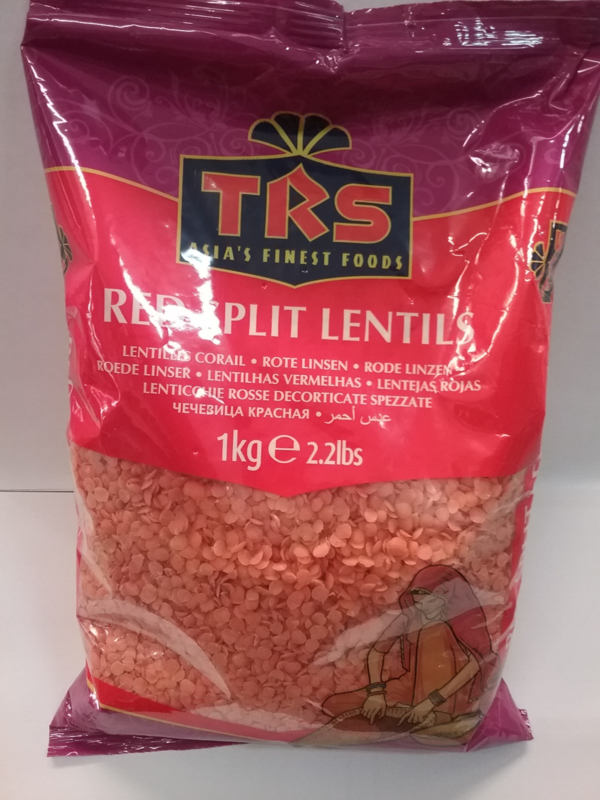 TRS
ASIA'S FINEST FOODS
RED SPLIT LENTILS
LENTILLES CORAIL • ROTE LINSEN • RODE LINZEN
ROEDE LINSER • LENTILHAS VERMELHAS • LENTEJAS ROJAS
LENTICCHIE ROSSE DECORTICATE SPEZZATE
ЧЕЧЕВИЦА КРАСНАЯ • عدس أحمر
1kg e 2.2lbs